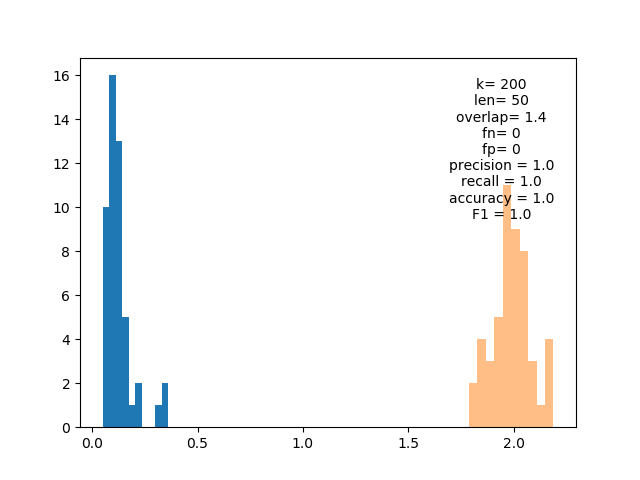 16
14
12
10
8
6
4
2
0
k= 200
len= 50
overlap= 1.4
fn= 0
fp= 0
precision = 1.0
recall = 1.0
accuracy = 1.0
F1 = 1.0
0.0 0.5 1.0 1.5 2.0